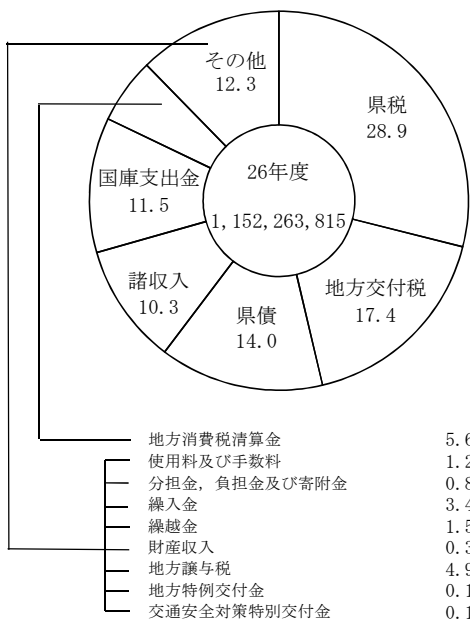 その他
12.3
県税
28.9
国庫支出金
11.5
26年度
1,152,263,815
諸収入
10.3
県債
14.0
地方交付税
17.4
地方消費税清算金 5.6
使用料及び手数料 1.2
分担金，負担金及び寄附金 0.8
繰入金 3.4
繰越金 1.5
財産収入 0.3
地方譲与税 4.9
地方特例交付金 0.1
交通安全対策特別交付金 0.1